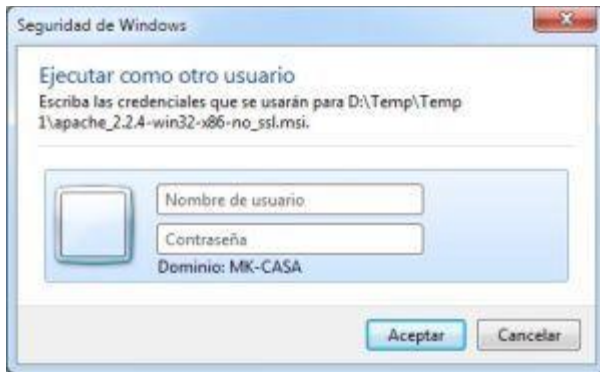 Seguridad de Windows
Ejecutar como otro usuario
Escriba las credenciales que se usarán para D:\Temp\Temp
1\apache_2.2.4-win32-x86-no_ssl.msi.
Nombre de usuario
Contraseña
Dominio: MK-CASA
Aceptar
Cancelar